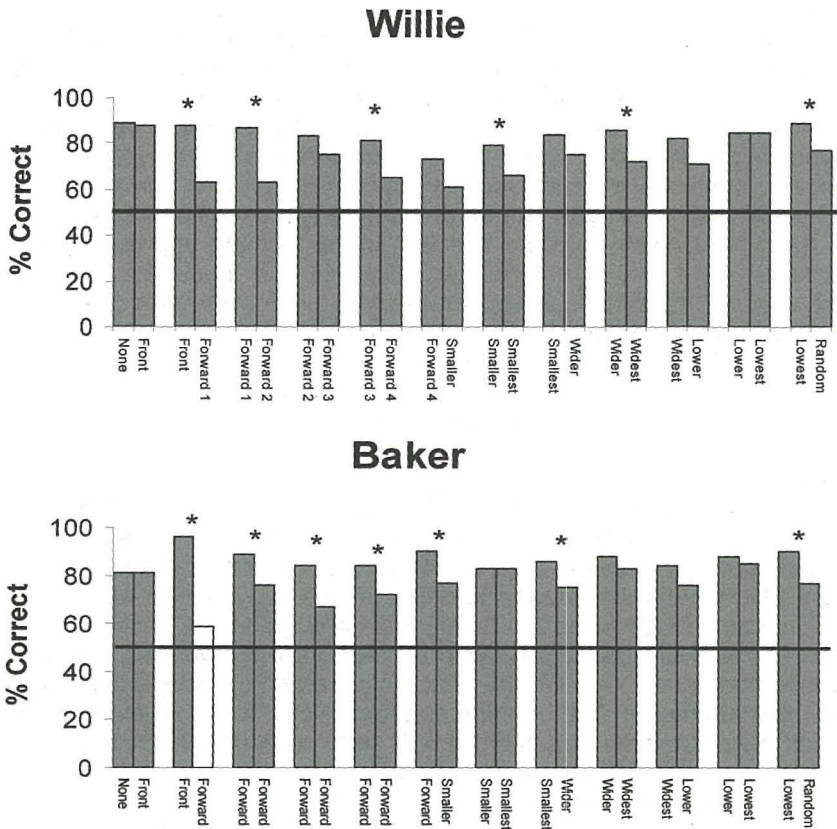 Willie
100
80
60
40
20
0
% Correct
* * * * * *
None Front Front Forward 1 Forward 1 Forward 2 Forward 2 Forward 3 Forward 3 Forward 4 Forward 4 Smaller Smaller Smallest Smallest Wider Wider Widest Widest Lower Lower Lowest Lowest Random
Baker
100
80
60
40
20
0
% Correct
* * * * * * *
None Front Front Forward Forward Forward Forward Forward Forward Forward Forward Smaller Smaller Smallest Smallest Wider Wider Widest Widest Lower Lower Lowest Lowest Random